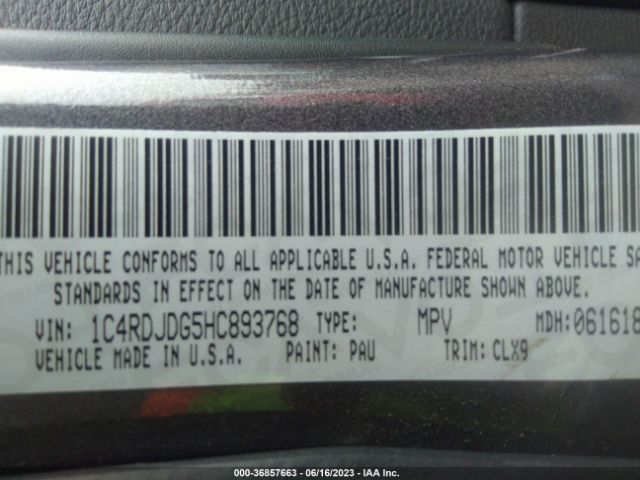 THIS VEHICLE CONFORMS TO ALL APPLICABLE U.S.A. FEDERAL MOTOR VEHICLE SA
STANDARDS IN EFFECT ON THE DATE OF MANUFACTURE SHOWN ABOVE.
VIN: 1C4RDJDG5HC893768 TYPE: MPV MDH:061618
VEHICLE MADE IN U.S.A. PAINT: PAU TRIM: CLX9
000-36857663 - 06/16/2023 - IAA Inc.